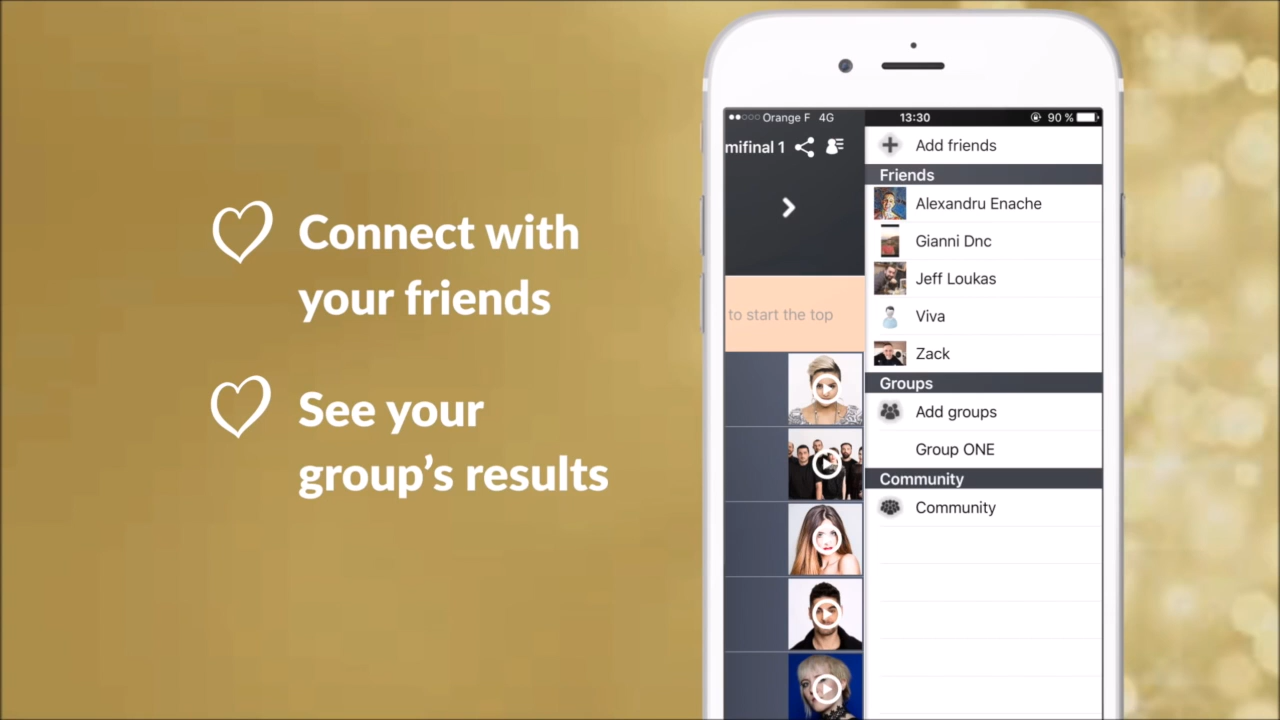 Connect with
your friends
See your
group’s results
Orange F 4G
13:30
90 %
mifinal 1
to start the top
Add friends
Friends
Alexandru Enache
Gianni Dnc
Jeff Loukas
Viva
Zack
Groups
Add groups
Group ONE
Community
Community